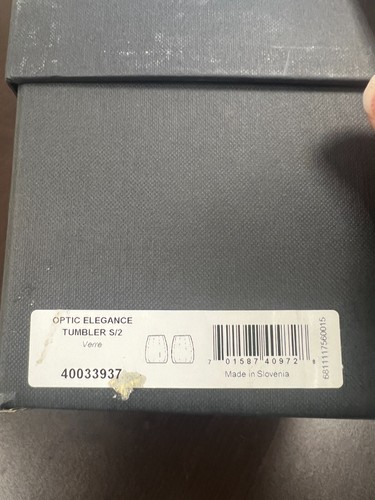 OPTIC ELEGANCE
TUMBLER S/2
Verre
40033937
7 01587 40972 8
Made in Slovenia
6811117560015